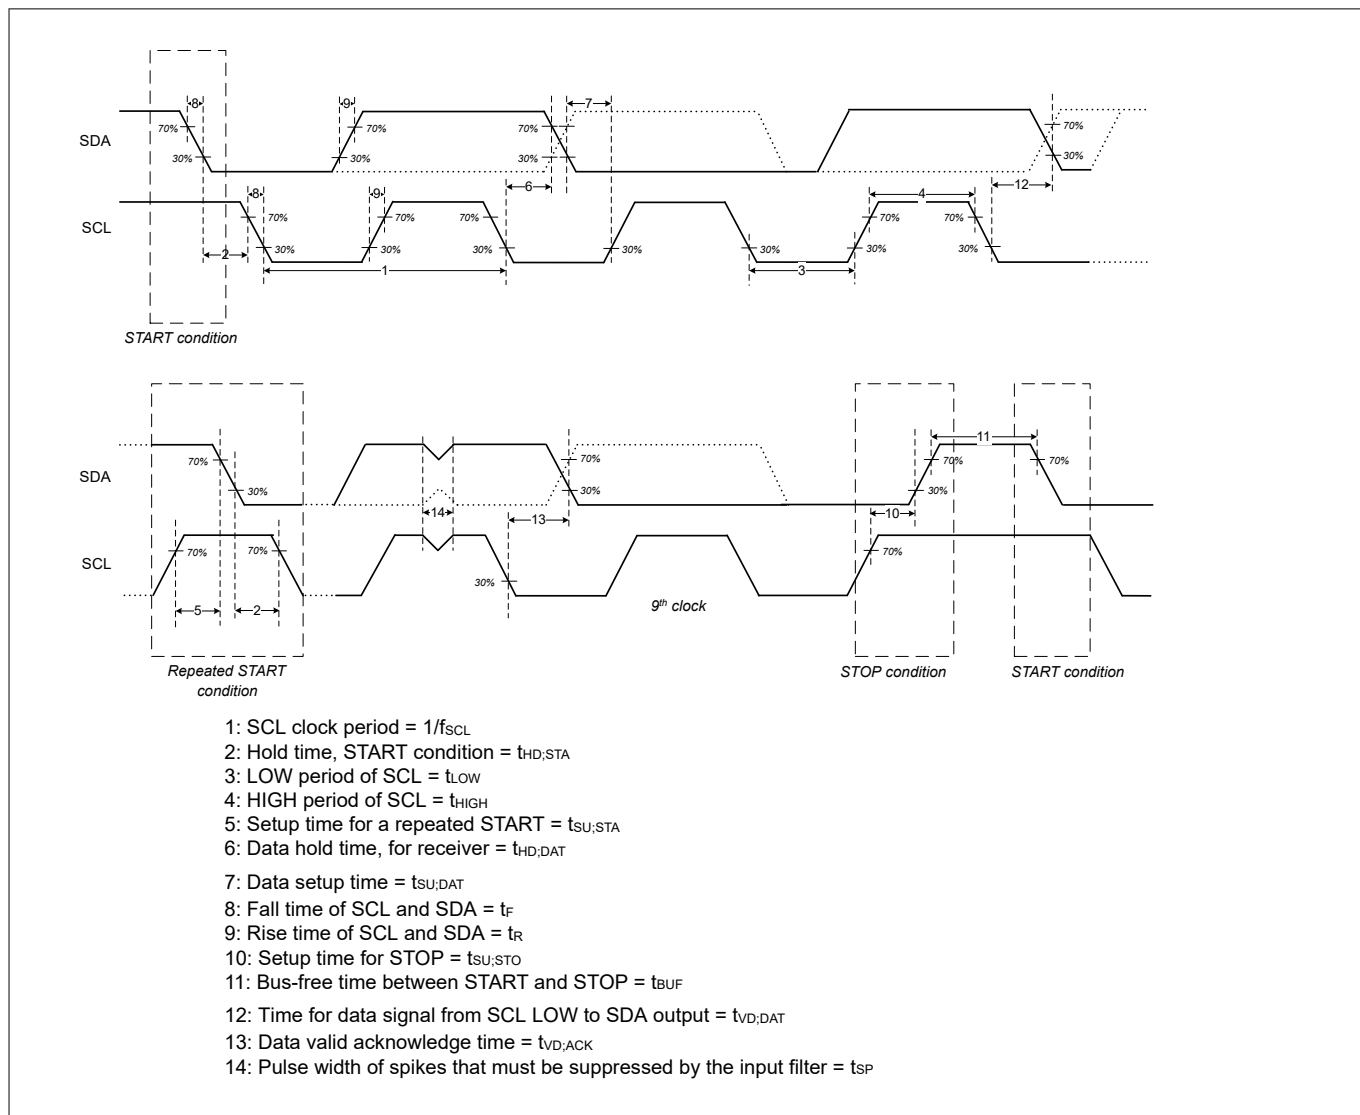 8
9
7
70%
70%
70%
70%
SDA
30%
30%
30%
30%
8
9
6
4
12
70%
70%
70%
70%
70%
SCL
30%
30%
30%
30%
30%
30%
30%
2
1
3
START condition
11
70%
70%
70%
70%
SDA
30%
30%
30%
14
13
10
70%
70%
70%
SCL
30%
5
2
9th clock
Repeated START
condition
STOP condition
START condition
1: SCL clock period = 1/fSCL
2: Hold time, START condition = tHD;STA
3: LOW period of SCL = tLOW
4: HIGH period of SCL = tHIGH
5: Setup time for a repeated START = tSU;STA
6: Data hold time, for receiver = tHD;DAT
7: Data setup time = tSU;DAT
8: Fall time of SCL and SDA = tF
9: Rise time of SCL and SDA = tR
10: Setup time for STOP = tSU;STO
11: Bus-free time between START and STOP = tBUF
12: Time for data signal from SCL LOW to SDA output = tVD;DAT
13: Data valid acknowledge time = tVD;ACK
14: Pulse width of spikes that must be suppressed by the input filter = tSP